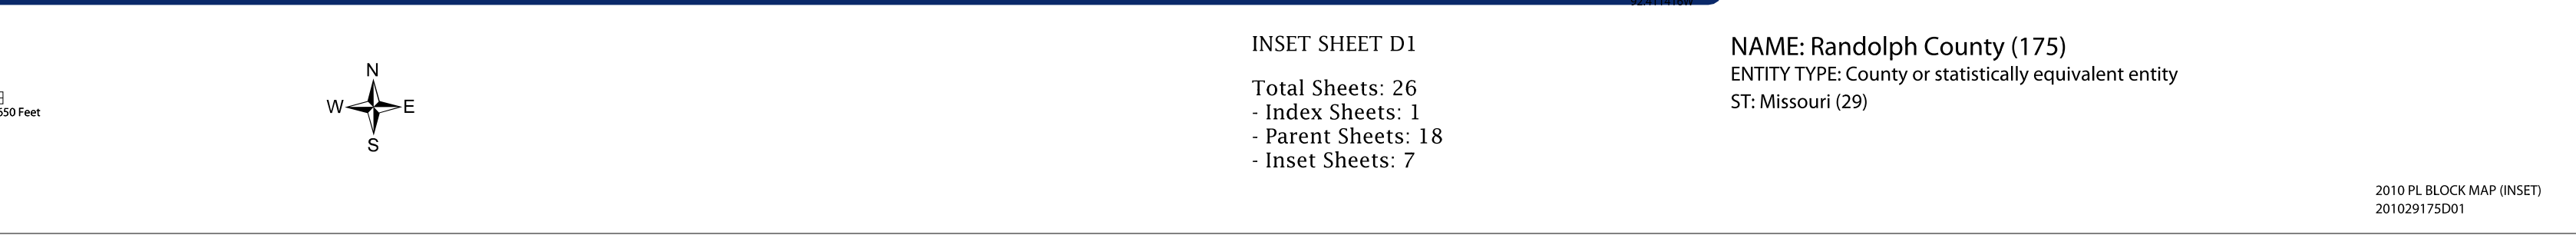 N
W E
S
INSET SHEET D1
Total Sheets: 26
- Index Sheets: 1
- Parent Sheets: 18
- Inset Sheets: 7
NAME: Randolph County (175)
ENTITY TYPE: County or statistically equivalent entity
ST: Missouri (29)
Feet
2010 PL BLOCK MAP (INSET)
201029175D01